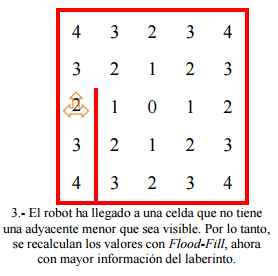 4 3 2 3 4
3 2 1 2 3
2 1 0 1 2
3 2 1 2 3
4 3 2 3 4
3.- El robot ha llegado a una celda que no tiene
una adyacente menor que sea visible. Por lo tanto,
se recalculan los valores con Flood-Fill, ahora
con mayor información del laberinto.